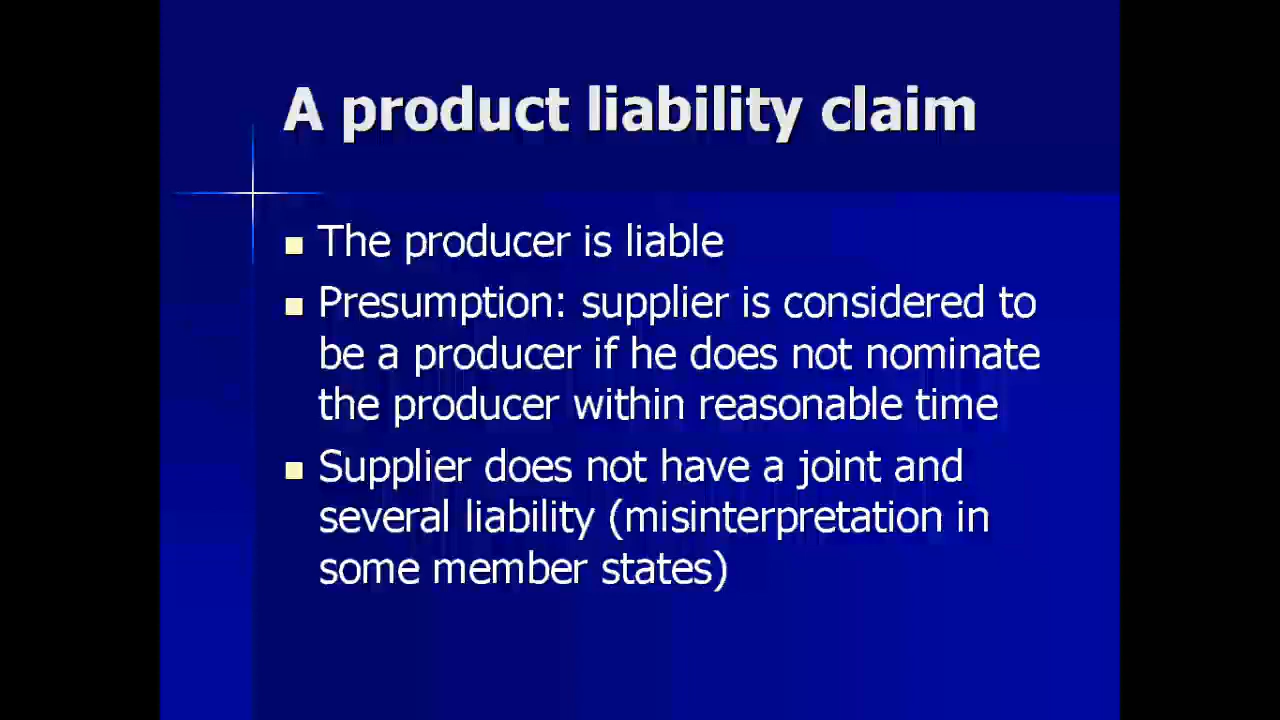 A product liability claim
The producer is liable
Presumption: supplier is considered to
be a producer if he does not nominate
the producer within reasonable time
Supplier does not have a joint and
several liability (misinterpretation in
some member states)